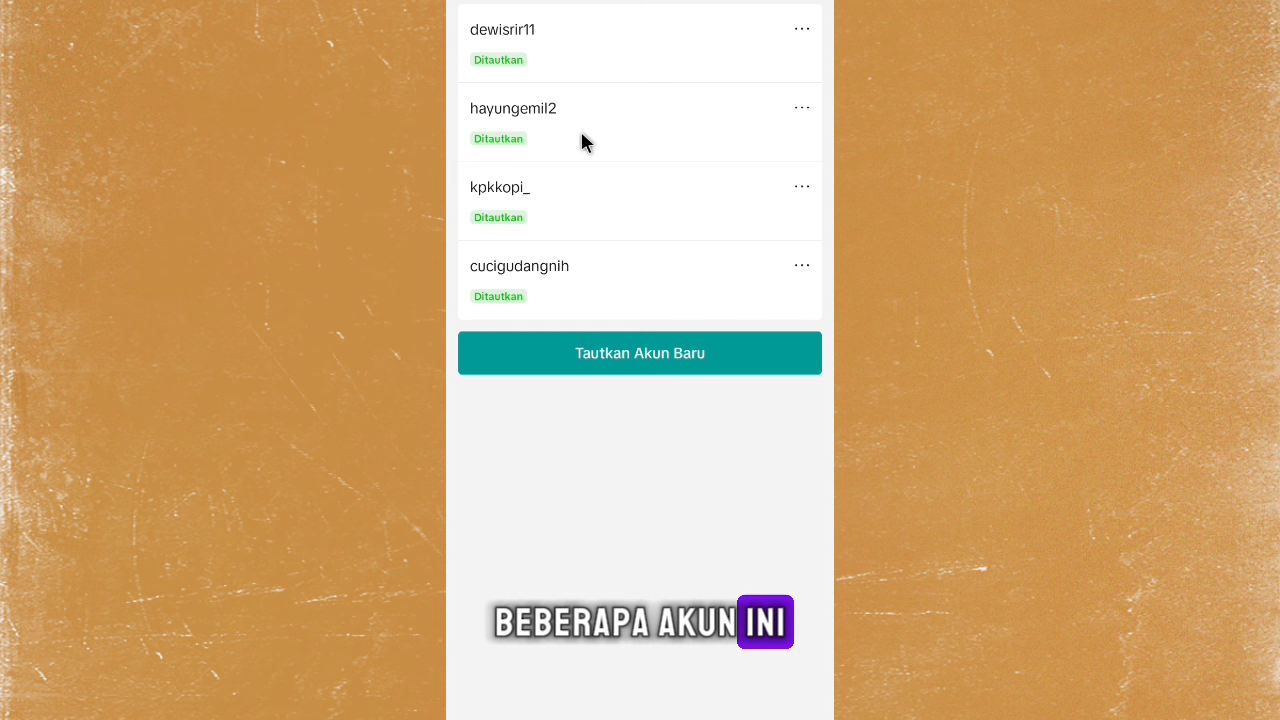 dewisrir11
Ditautkan
hayungemil2
Ditautkan
kpkkopi_
Ditautkan
cucigudangnih
Ditautkan
Tautkan Akun Baru
BEBERAPA AKUN INI